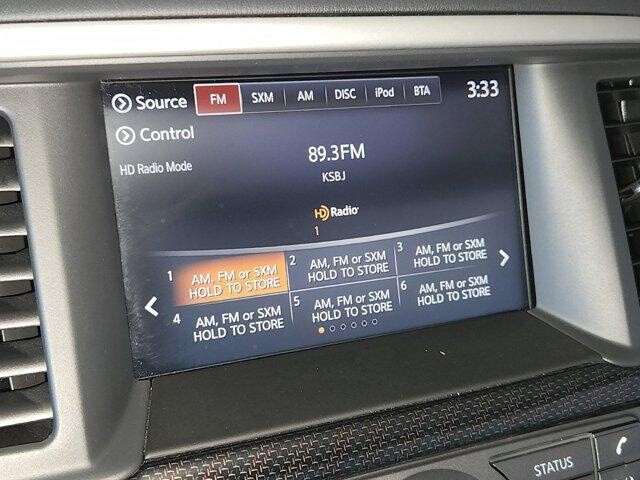 Source FM SXM AM DISC iPod BTA 3:33
Control
HD Radio Mode
89.3FM
KSBJ
HD Radio
1
1 AM, FM or SXM HOLD TO STORE
2 AM, FM or SXM HOLD TO STORE
3 AM, FM or SXM HOLD TO STORE
4 AM, FM or SXM HOLD TO STORE
5 AM, FM or SXM HOLD TO STORE
6 AM, FM or SXM HOLD TO STORE
STATUS